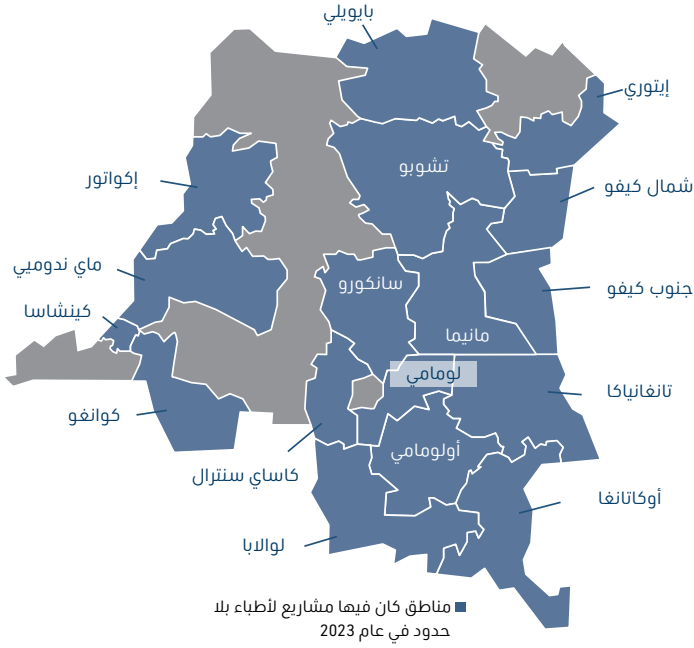 بايويلي
إيتوري
تشوبو
إكواتور
شمال كيفو
ماي ندومبي
سانكورو
جنوب كيفو
كينشاسا
مانيما
لومامي
تانغانياكا
كوانغو
أولومامي
كاساي سنترال
أوكاتانغا
لوالابا
مناطق كان فيها مشاريع لأطباء بلا
حدود في عام 2023